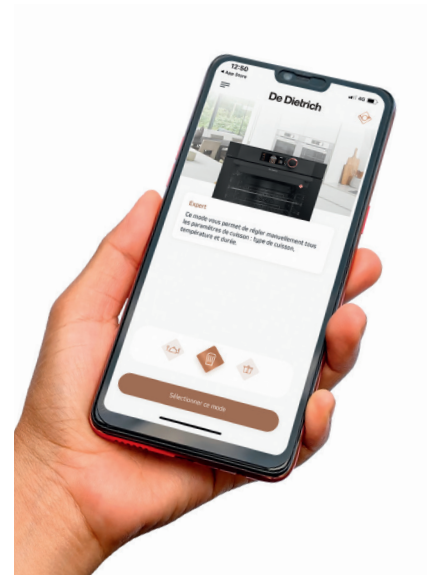 12:50
4G
◀ App Store
De Dietrich
Expert
Ce mode vous permet de régler manuellement tous
les paramètres de cuisson : type de cuisson,
température et durée.
Sélectionner ce mode